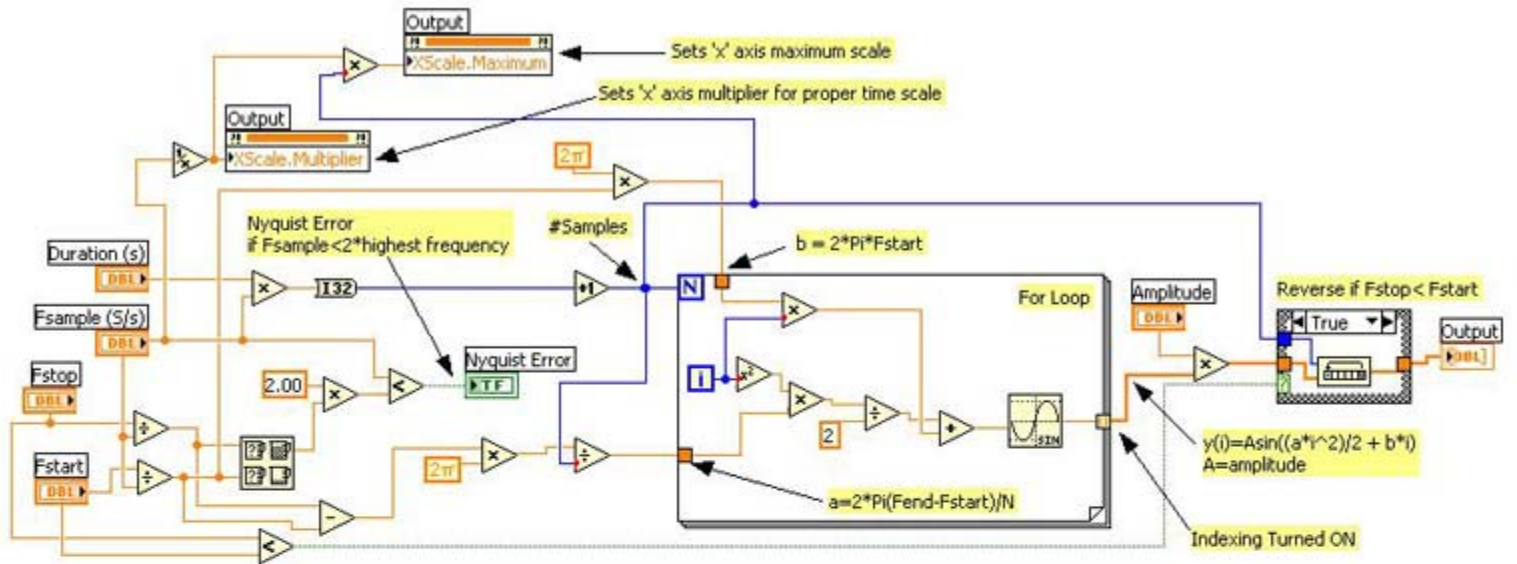 Output
XScale.Maximum
Sets 'x' axis maximum scale
Output
XScale.Multiplier
Sets 'x' axis multiplier for proper time scale
1/x
x
2π
x
Nyquist Error
if Fsample<2*highest frequency
#Samples
b = 2*Pi*Fstart
Duration (s)
DBL
x
I32
+1
N
For Loop
Amplitude
DBL
Reverse if Fstop< Fstart
True
Output
DBL]
Fsample (S/s)
DBL
x
x
Nyquist Error
TF
i
x²
Fstop
DBL
2.00
x
<
x
÷
2
+
SIN
÷
Fstart
DBL
÷
2π
x
÷
y(i)=Asin((a*i^2)/2 + b*i)
A=amplitude
a=2*Pi(Fend-Fstart)/N
-
<
Indexing Turned ON